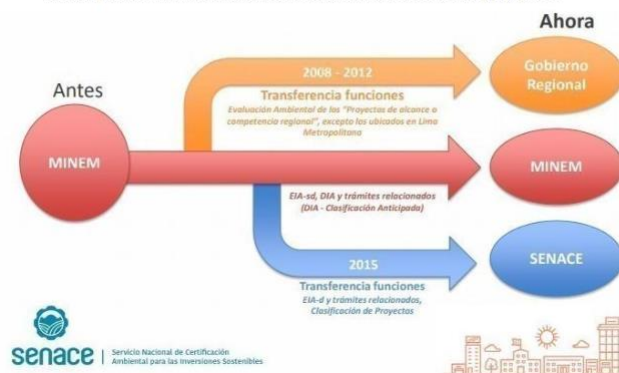 Ahora
Antes
MINEM
2008 - 2012
Transferencia funciones
Evaluación Ambiental de los "Proyectos de alcance o
competencia regional", excepto los ubicados en Lima
Metropolitana
Gobierno
Regional
EIA-sd, DIA y trámites relacionados
(DIA - Clasificación Anticipada)
MINEM
2015
Transferencia funciones
EIA-d y trámites relacionados,
Clasificación de Proyectos
SENACE
senace
Servicio Nacional de Certificación
Ambiental para las Inversiones Sostenibles